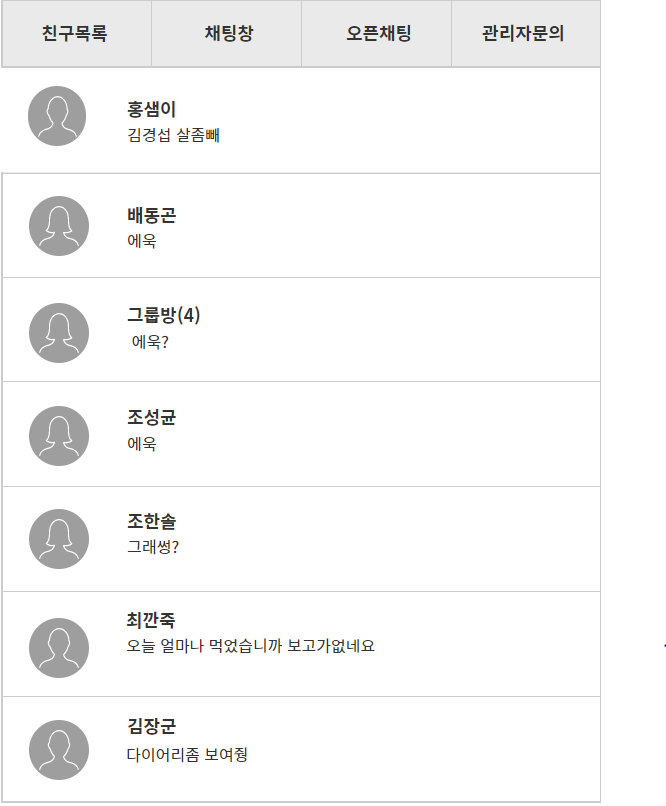 친구목록 채팅창 오픈채팅 관리자문의
홍샘이
김경섭 살좀빼
배동곤
에욱
그룹방(4)
에욱?
조성균
에욱
조한솔
그래썽?
최깐죽
오늘 얼마나 먹었습니까 보고가없네요
김장군
다이어리좀 보여줭